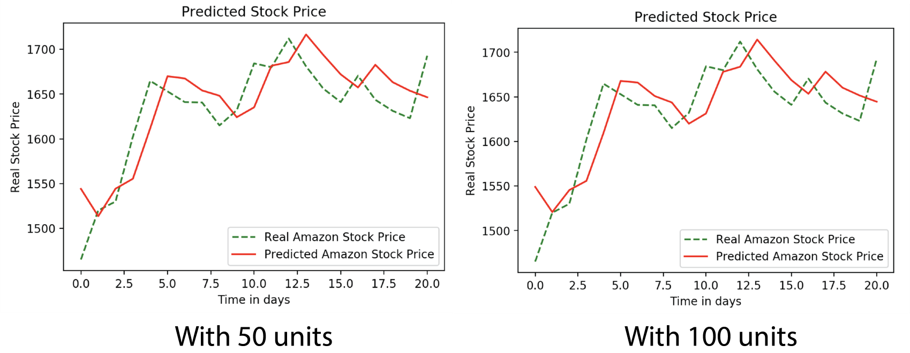 Predicted Stock Price
Real Stock Price
1700
1650
1600
1550
1500
Real Amazon Stock Price
Predicted Amazon Stock Price
0.0 2.5 5.0 7.5 10.0 12.5 15.0 17.5 20.0
Time in days
With 50 units
Predicted Stock Price
Real Stock Price
1700
1650
1600
1550
1500
Real Amazon Stock Price
Predicted Amazon Stock Price
0.0 2.5 5.0 7.5 10.0 12.5 15.0 17.5 20.0
Time in days
With 100 units